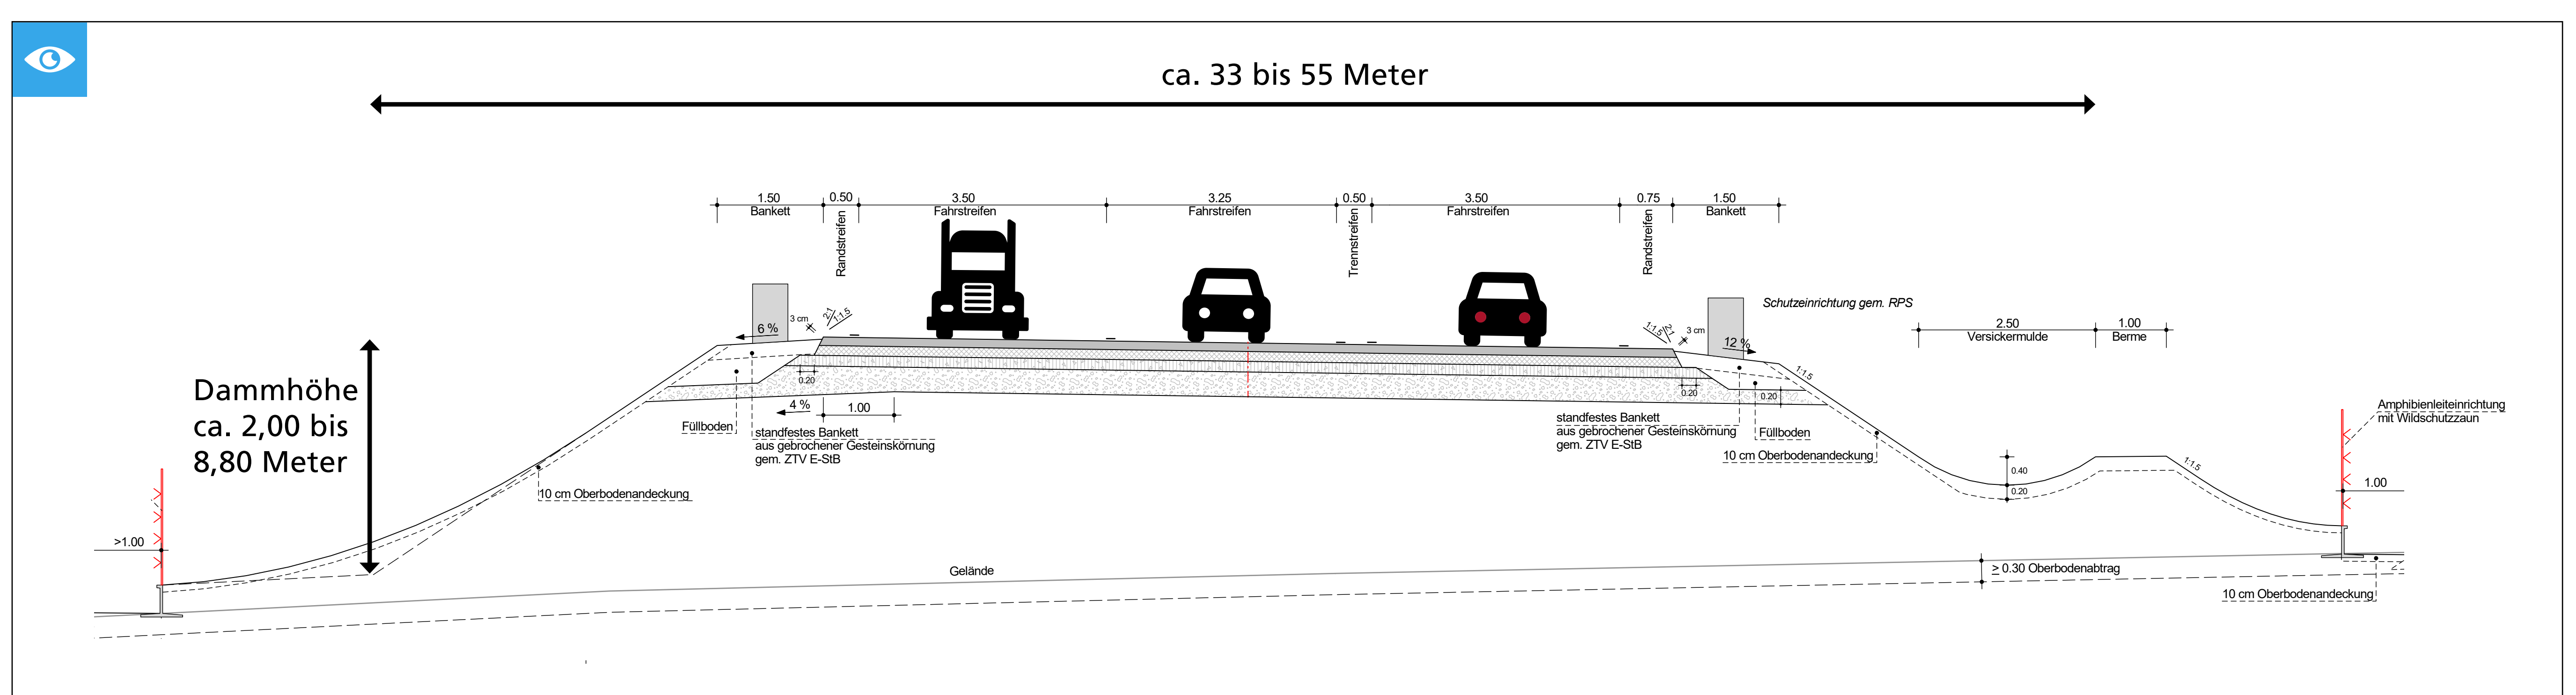 ca. 33 bis 55 Meter
1.50
0.50
3.50
3.25
0.50
3.50
0.75
1.50
Bankett
Randstreifen
Fahrstreifen
Fahrstreifen
Trennstreifen
Fahrstreifen
Randstreifen
Bankett
Schutzeinrichtung gem. RPS
6 %
3 cm
2:1
1:1.5
1:1.5
2:1
3 cm
12 %
2.50
1.00
Versickermulde
Berme
Dammhöhe
ca. 2,00 bis
8,80 Meter
0.20
4 %
1.00
0.20
0.20
1:1.5
Füllboden
standfestes Bankett
aus gebrochener Gesteinskörnung
gem. ZTV E-StB
standfestes Bankett
aus gebrochener Gesteinskörnung
gem. ZTV E-StB
Füllboden
10 cm Oberbodenandeckung
10 cm Oberbodenandeckung
0.40
0.20
1:1.5
Amphibienleiteinrichtung
mit Wildschutzzaun
1.00
>1.00
Gelände
≥ 0.30 Oberbodenabtrag
10 cm Oberbodenandeckung